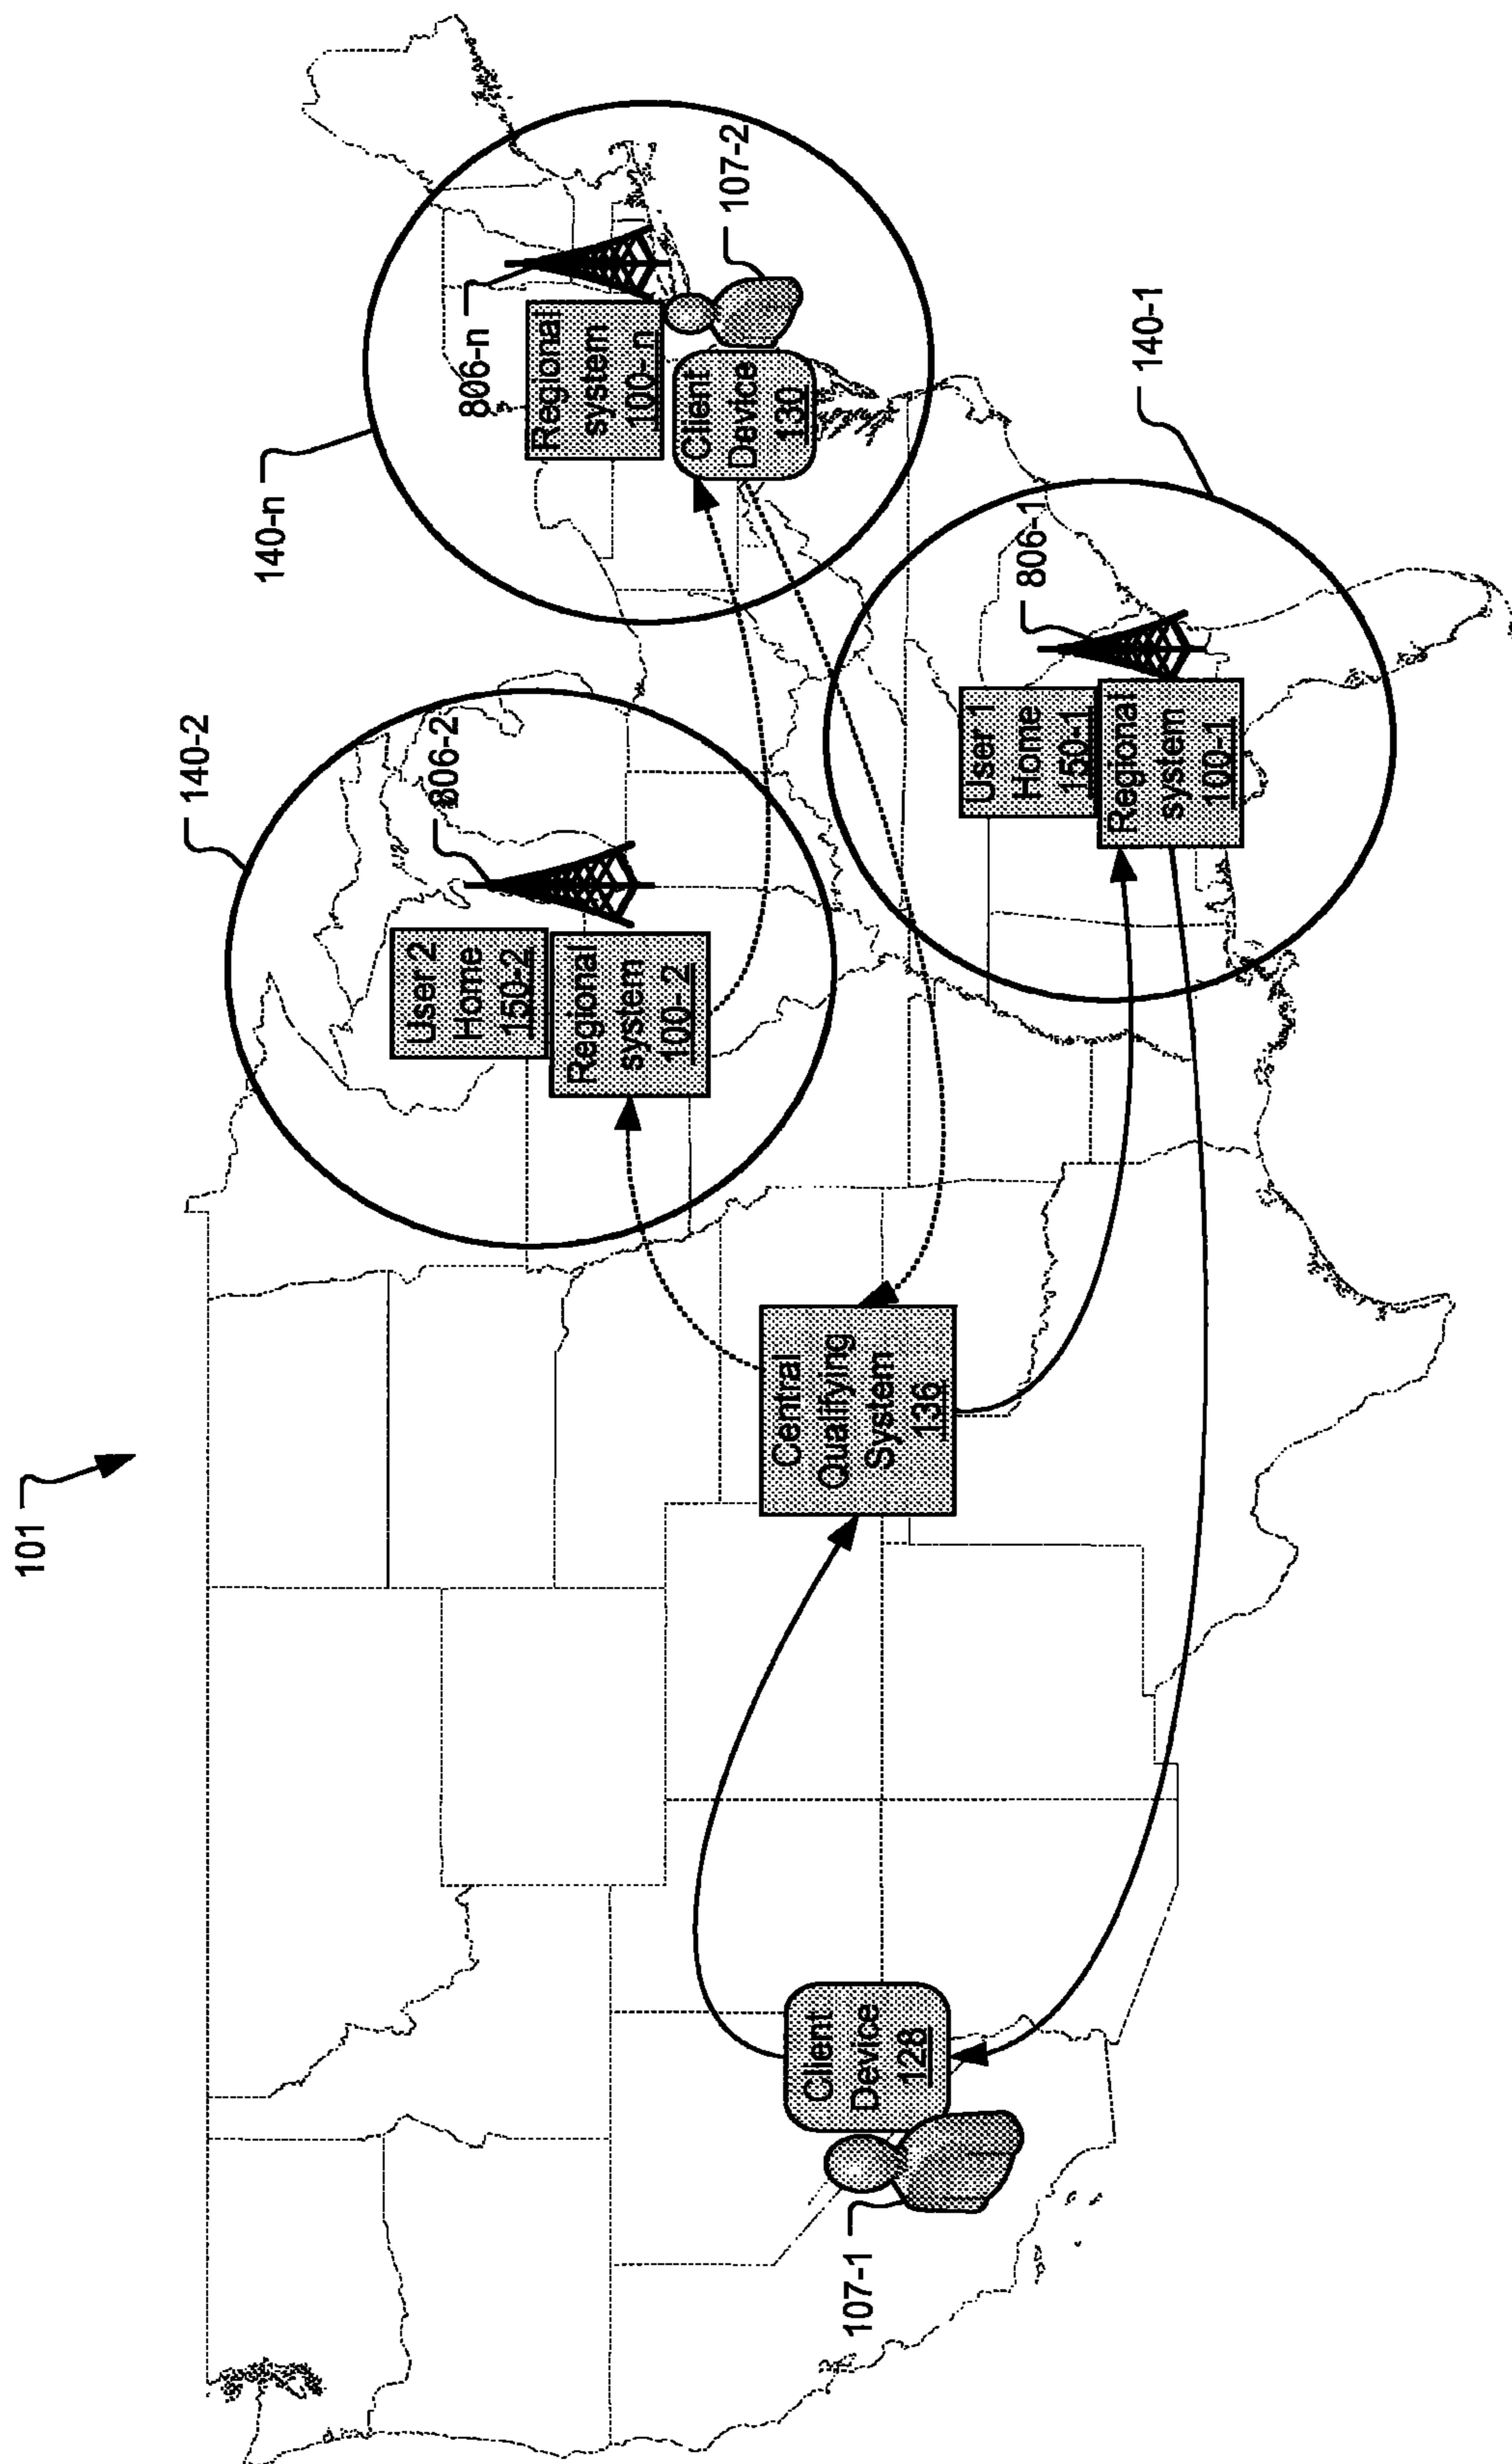 101
140-2
140-n
806-2
User 2
Home
150-2
Regional
system
100-2
806-n
Regional
system
100-n
Client
Device
130
107-2
Client
Device
128
107-1
Central
Qualifying
System
136
User 1
Home
150-1
Regional
system
100-1
806-1
140-1